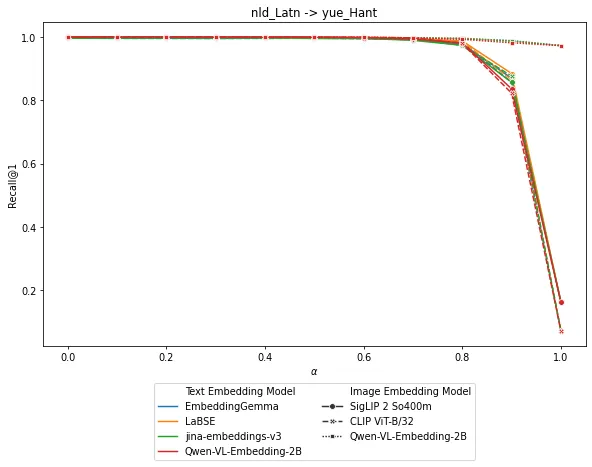 nld_Latn -> yue_Hant
Recall@1
1.0
0.8
0.6
0.4
0.2
0.0 0.2 0.4 0.6 0.8 1.0
α
Text Embedding Model
EmbeddingGemma
LaBSE
jina-embeddings-v3
Qwen-VL-Embedding-2B
Image Embedding Model
SigLIP 2 So400m
CLIP ViT-B/32
Qwen-VL-Embedding-2B